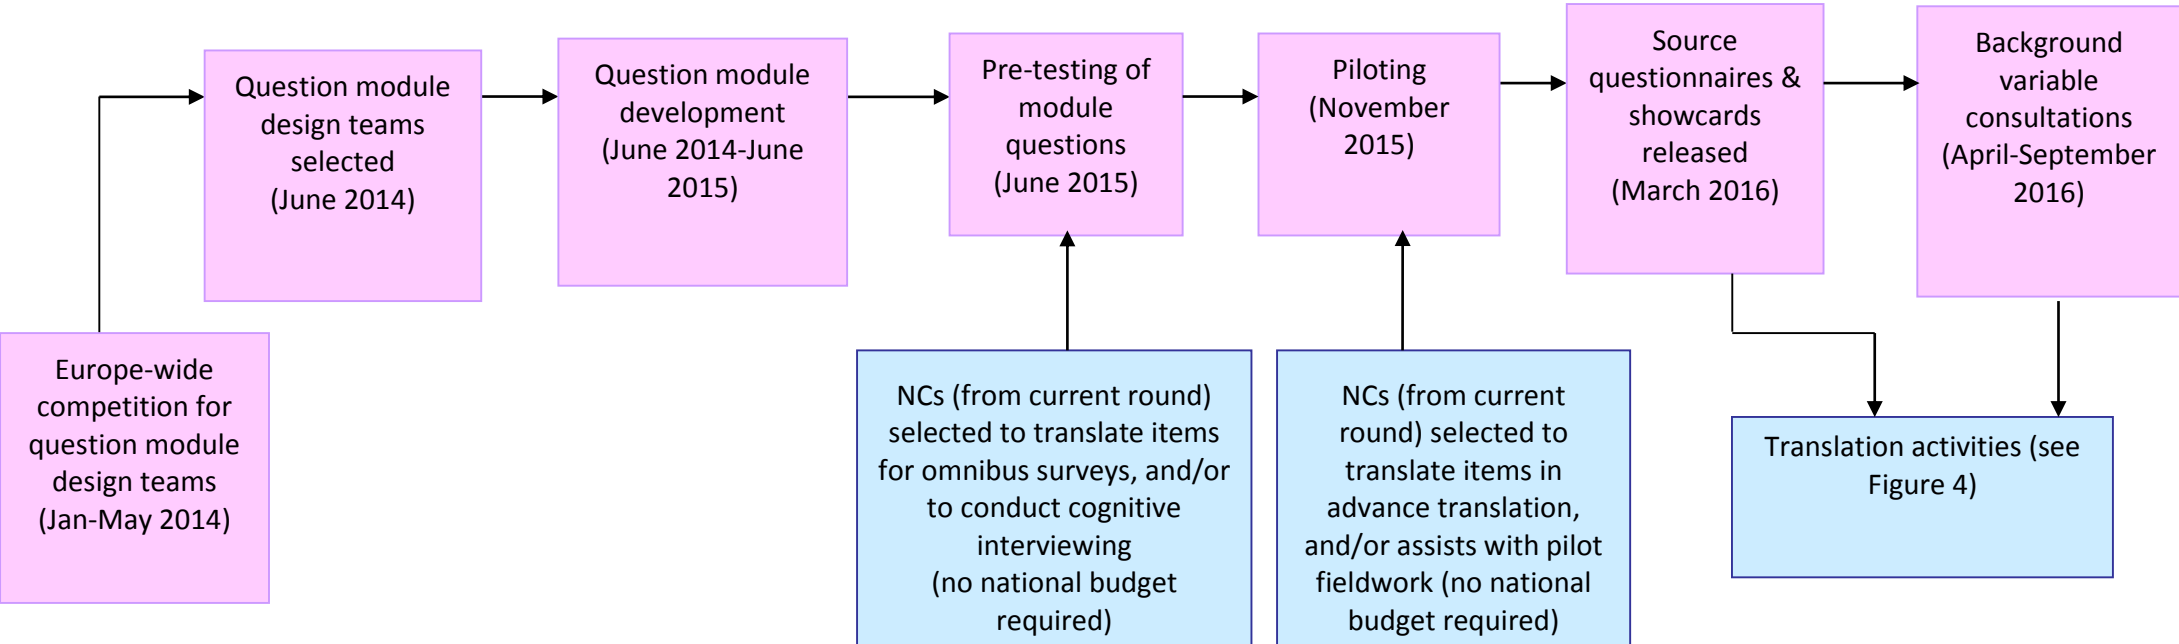 Europe-wide
competition for
question module
design teams
(Jan-May 2014)
Question module
design teams
selected
(June 2014)
Question module
development
(June 2014-June
2015)
Pre-testing of
module
questions
(June 2015)
Piloting
(November
2015)
Source
questionnaires &
showcards
released
(March 2016)
Background
variable
consultations
(April-September
2016)
NCs (from current round)
selected to translate items
for omnibus surveys, and/or
to conduct cognitive
interviewing
(no national budget
required)
NCs (from current
round) selected to
translate items in
advance translation,
and/or assists with pilot
fieldwork (no national
budget required)
Translation activities (see
Figure 4)